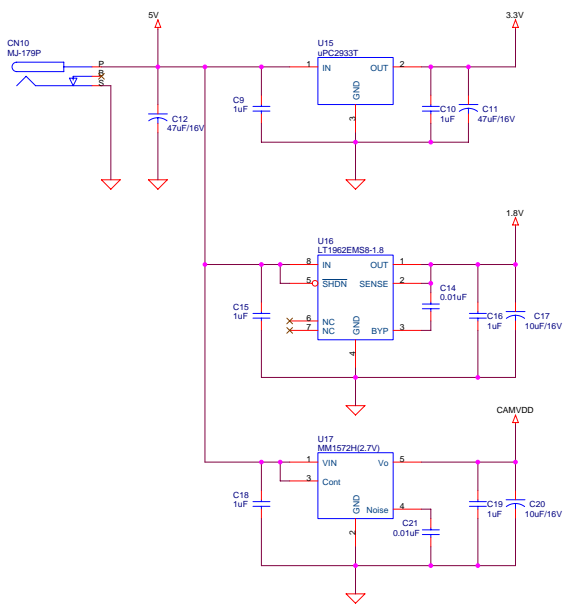 5V
3.3V
CN10
MJ-179P
U15
uPC2933T
P
B
S
1
IN
OUT
2
GND
3
C12
47uF/16V
C9
1uF
C10
1uF
C11
47uF/16V
1.8V
U16
LT1962EMS8-1.8
8
IN
OUT
1
5
SHDN
SENSE
2
C14
0.01uF
6
NC
7
NC
GND
BYP
3
4
C15
1uF
C16
1uF
C17
10uF/16V
CAMVDD
U17
MM1572H(2.7V)
1
VIN
Vo
5
3
Cont
GND
Noise
4
2
C18
1uF
C21
0.01uF
C19
1uF
C20
10uF/16V